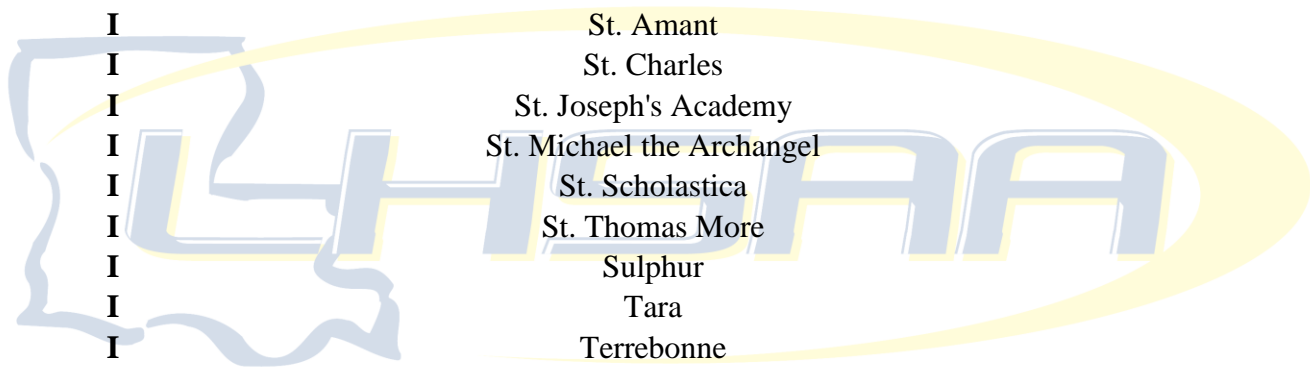 I St. Amant
I St. Charles
I St. Joseph's Academy
I St. Michael the Archangel
I St. Scholastica
I St. Thomas More
I Sulphur
I Tara
I Terrebonne
LHSAA